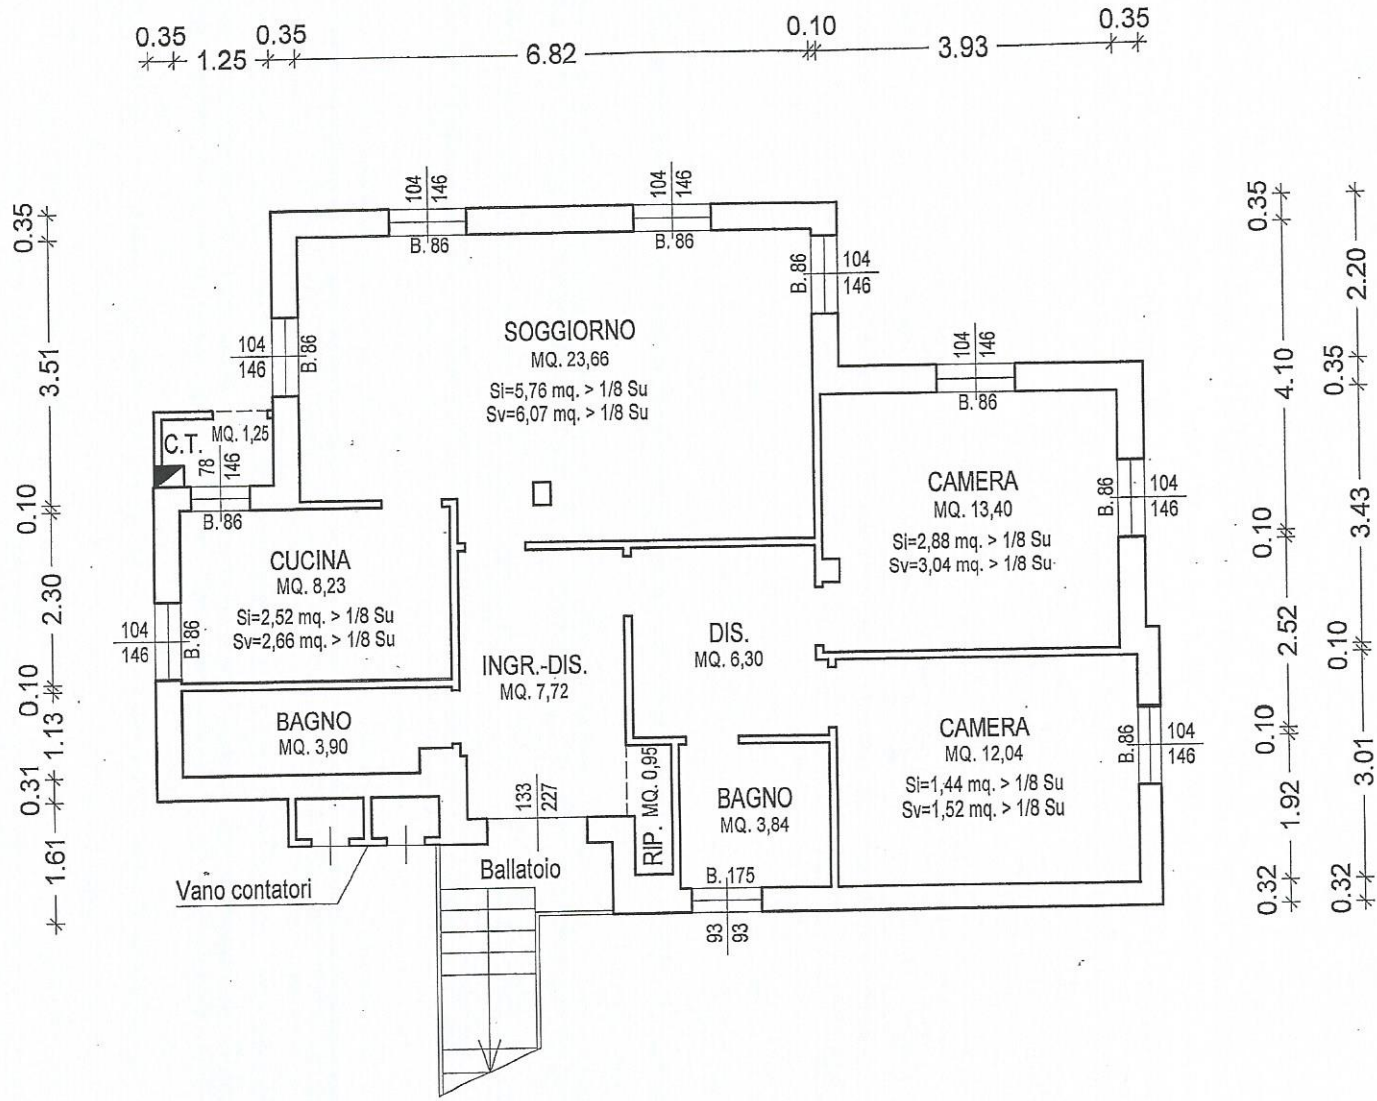 0.35 1.25 0.35 6.82 0.10 3.93 0.35
0.35
3.51
0.10
2.30
0.10
1.13
0.31
1.61
104 146
B. 86
104 146
B. 86
B. 86
104
146
104
146
B. 86
SOGGIORNO
MQ. 23,66
Si=5,76 mq. > 1/8 Su
Sv=6,07 mq. > 1/8 Su
104 146
B. 86
C.T.
MQ. 1,25
78 146
B. 86
CAMERA
MQ. 13,40
Si=2,88 mq. > 1/8 Su
Sv=3,04 mq. > 1/8 Su
B. 86
104
146
CUCINA
MQ. 8,23
Si=2,52 mq. > 1/8 Su
Sv=2,66 mq. > 1/8 Su
104
146
B. 86
INGR.-DIS.
MQ. 7,72
DIS.
MQ. 6,30
BAGNO
MQ. 3,90
CAMERA
MQ. 12,04
Si=1,44 mq. > 1/8 Su
Sv=1,52 mq. > 1/8 Su
B. 86
104
146
133 227
RIP. MQ. 0,95
BAGNO
MQ. 3,84
B. 175
93 93
Ballatoio
Vano contatori
0.35
4.10
0.10
2.52
0.10
1.92
0.32
2.20
0.35
3.43
0.10
3.01
0.32